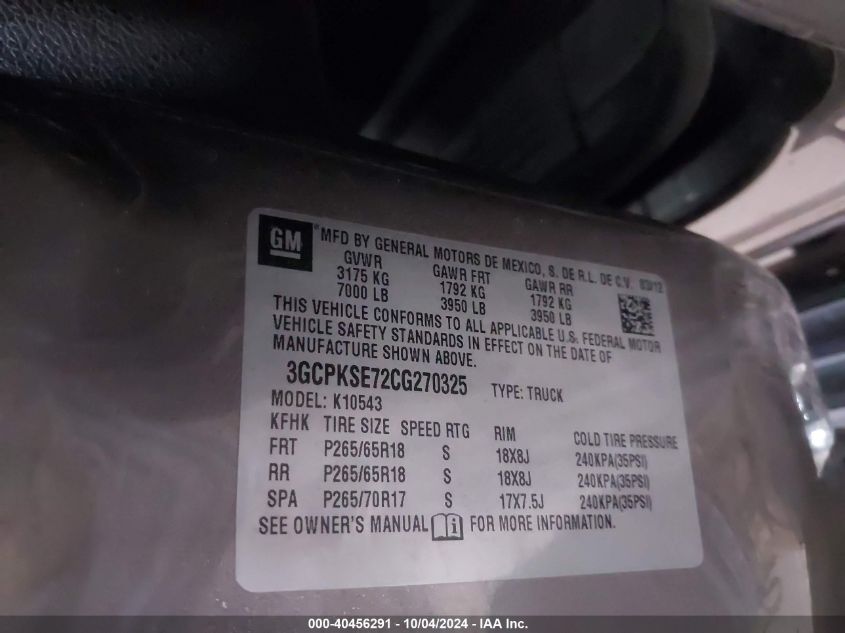 GM
*MFD BY GENERAL MOTORS DE MEXICO, S. DE R.L. DE C.V. 03/12
GVWR GAWR FRT GAWR RR
3175 KG 1792 KG 1792 KG
7000 LB 3950 LB 3950 LB
THIS VEHICLE CONFORMS TO ALL APPLICABLE U.S. FEDERAL MOTOR
VEHICLE SAFETY STANDARDS IN EFFECT ON THE DATE OF
MANUFACTURE SHOWN ABOVE.
3GCPKSE72CG270325 TYPE: TRUCK
MODEL: K10543
KFHK TIRE SIZE SPEED RTG RIM COLD TIRE PRESSURE
FRT P265/65R18 S 18X8J 240KPA(35PSI)
RR P265/65R18 S 18X8J 240KPA(35PSI)
SPA P265/70R17 S 17X7.5J 240KPA(35PSI)
SEE OWNER'S MANUAL i FOR MORE INFORMATION.
000-40456291 - 10/04/2024 - IAA Inc.